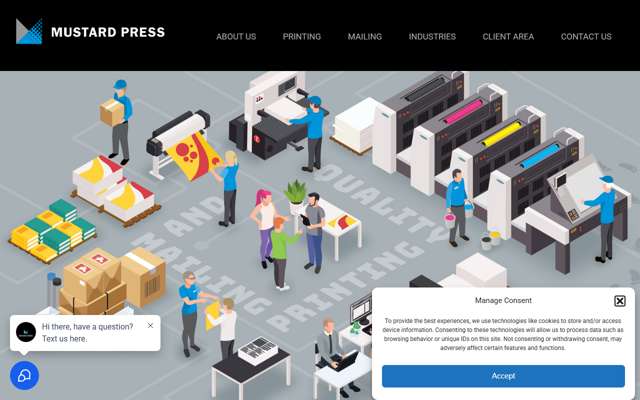 MUSTARD PRESS
ABOUT US
PRINTING
MAILING
INDUSTRIES
CLIENT AREA
CONTACT US
QUALITY
PRINTING
AND
MAILING
Hi there, have a question?
Text us here.
Manage Consent
To provide the best experiences, we use technologies like cookies to store and/or access
device information. Consenting to these technologies will allow us to process data such as
browsing behavior or unique IDs on this site. Not consenting or withdrawing consent, may
adversely affect certain features and functions.
Accept